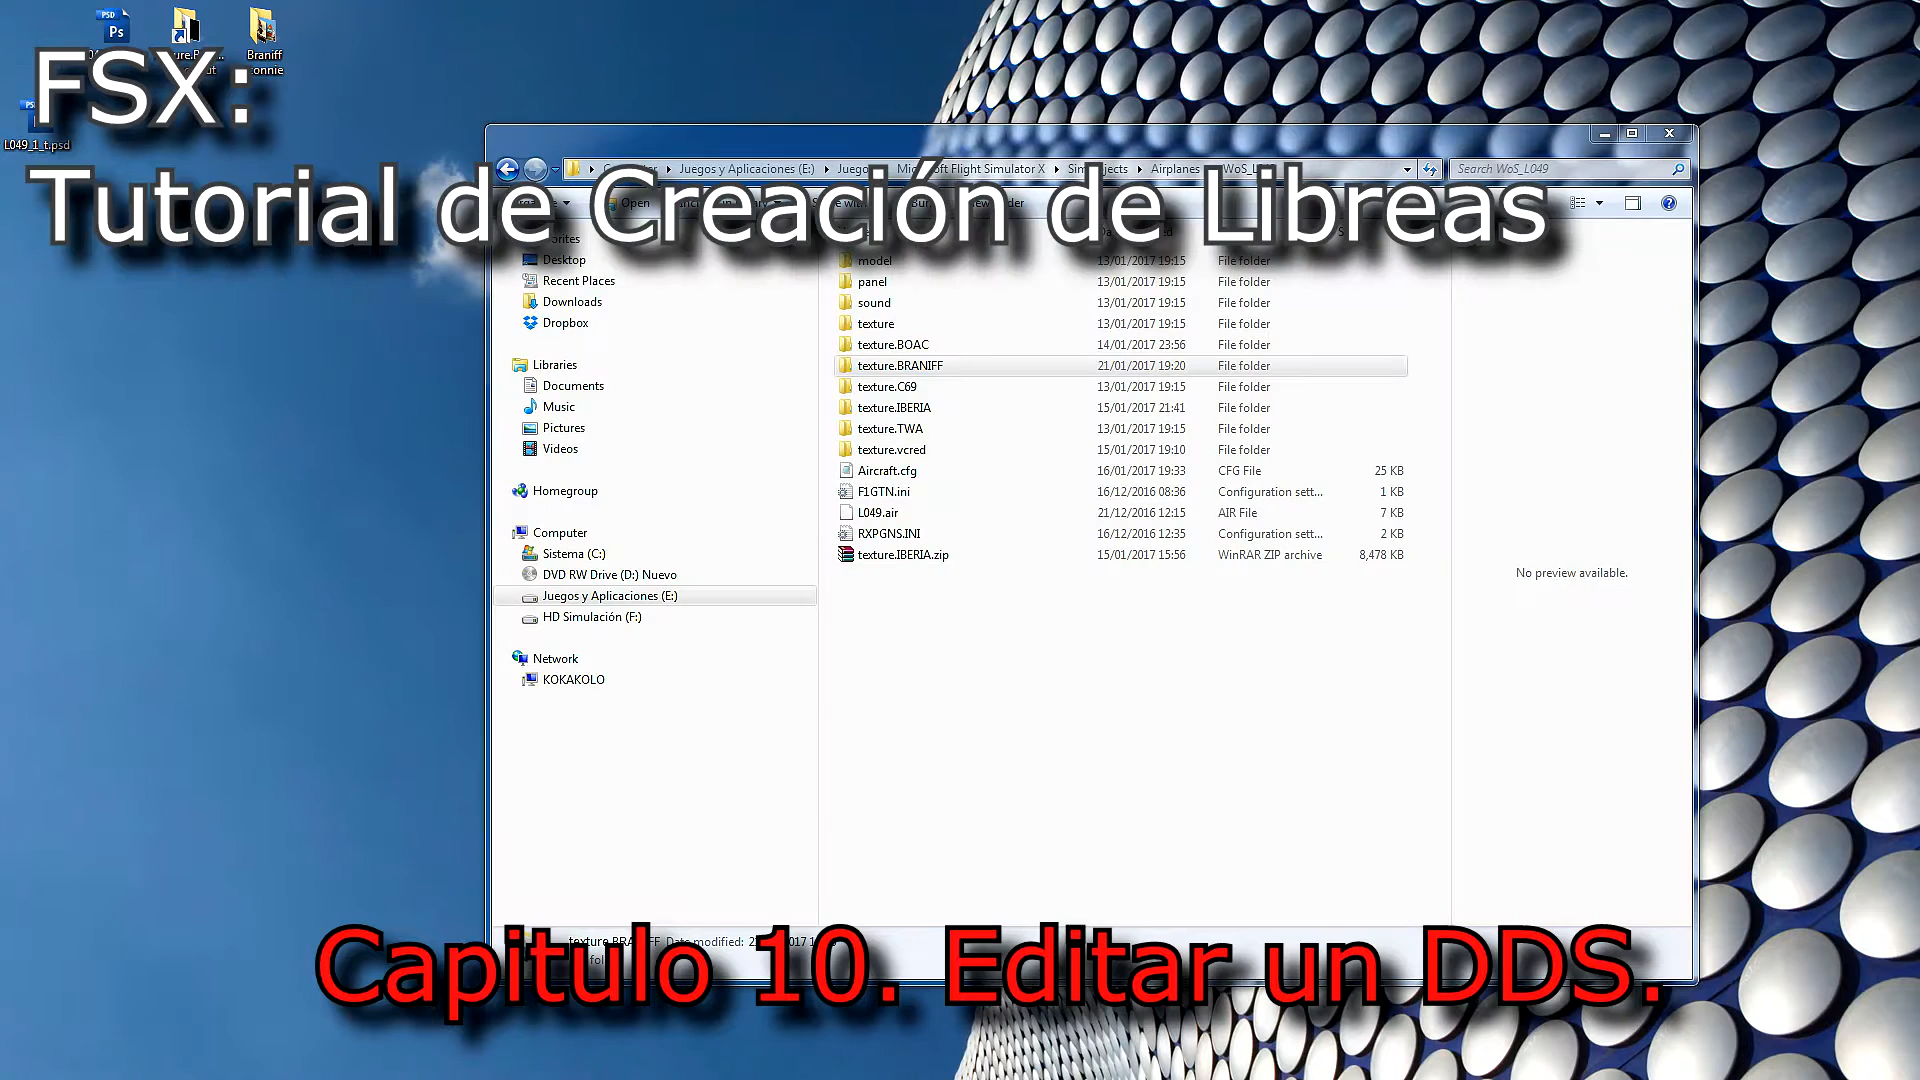 PSD
Ps
Braniff
FSX:
L049_1_t.psd
Tutorial de Creación de Libreas
Juegos y Aplicaciones (E:)
Microsoft Flight Simulator X
Airplanes
WoS_L049
Search WoS_L049
Open
Desktop
Recent Places
Downloads
Dropbox
Libraries
Documents
Music
Pictures
Videos
Homegroup
Computer
Sistema (C:)
DVD RW Drive (D:) Nuevo
Juegos y Aplicaciones (E:)
HD Simulación (F:)
Network
KOKAKOLO
model 13/01/2017 19:15 File folder
panel 13/01/2017 19:15 File folder
sound 13/01/2017 19:15 File folder
texture 13/01/2017 19:15 File folder
texture.BOAC 14/01/2017 23:56 File folder
texture.BRANIFF 21/01/2017 19:20 File folder
texture.C69 13/01/2017 19:15 File folder
texture.IBERIA 15/01/2017 21:41 File folder
texture.TWA 13/01/2017 19:15 File folder
texture.vcred 15/01/2017 19:10 File folder
Aircraft.cfg 16/01/2017 19:33 CFG File 25 KB
F1GTN.ini 16/12/2016 08:36 Configuration sett... 1 KB
L049.air 21/12/2016 12:15 AIR File 7 KB
RXPGNS.INI 16/12/2016 12:35 Configuration sett... 2 KB
texture.IBERIA.zip 15/01/2017 15:56 WinRAR ZIP archive 8,478 KB
No preview available.
texture.BRANIFF Date modified:
Capitulo 10. Editar un DDS.